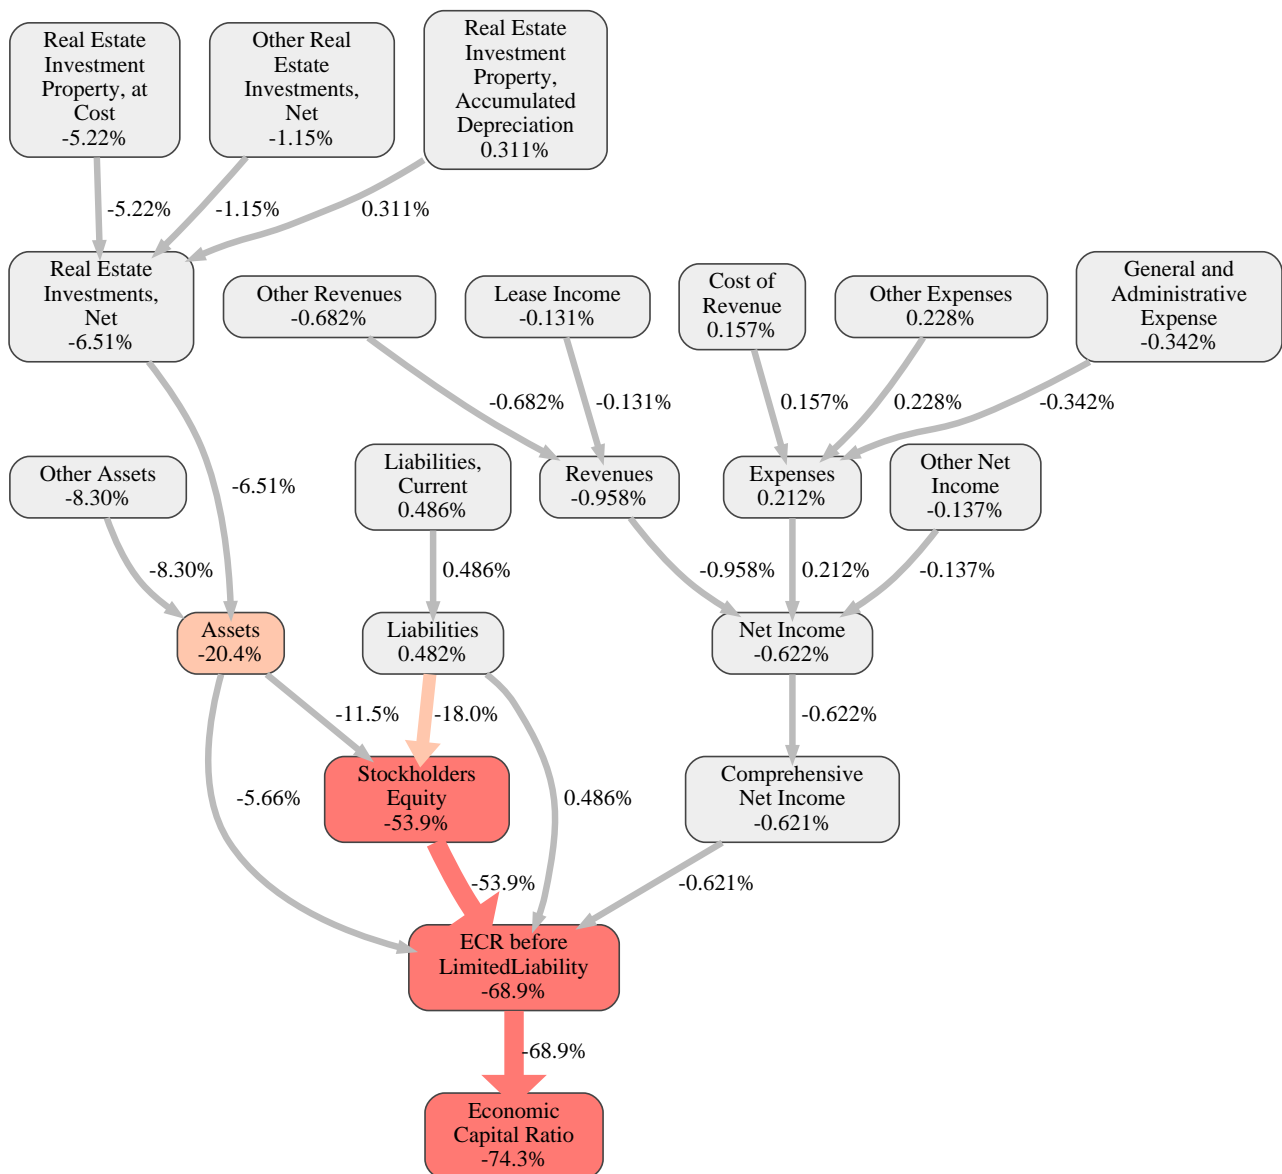 Real Estate
Investment
Property, at
Cost
-5.22%
Other Real
Estate
Investments,
Net
-1.15%
Real Estate
Investment
Property,
Accumulated
Depreciation
0.311%
-5.22%
-1.15%
0.311%
Real Estate
Investments,
Net
-6.51%
Other Revenues
-0.682%
Lease Income
-0.131%
Cost of
Revenue
0.157%
Other Expenses
0.228%
General and
Administrative
Expense
-0.342%
-0.682%
-0.131%
0.157%
0.228%
-0.342%
Other Assets
-8.30%
-6.51%
Liabilities,
Current
0.486%
Revenues
-0.958%
Expenses
0.212%
Other Net
Income
-0.137%
-8.30%
0.486%
-0.958%
0.212%
-0.137%
Assets
-20.4%
Liabilities
0.482%
Net Income
-0.622%
-11.5%
-18.0%
-0.622%
Stockholders
Equity
-53.9%
Comprehensive
Net Income
-0.621%
-5.66%
0.486%
-53.9%
-0.621%
ECR before
LimitedLiability
-68.9%
-68.9%
Economic
Capital Ratio
-74.3%